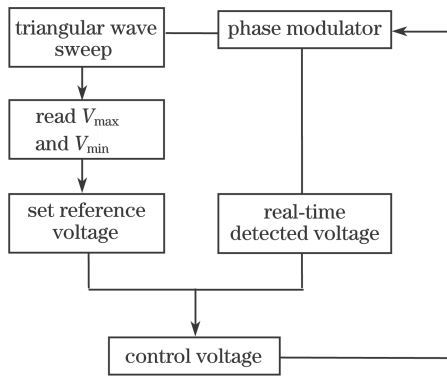 triangular wave
sweep
phase modulator
read Vmax
and Vmin
set reference
voltage
real-time
detected voltage
control voltage